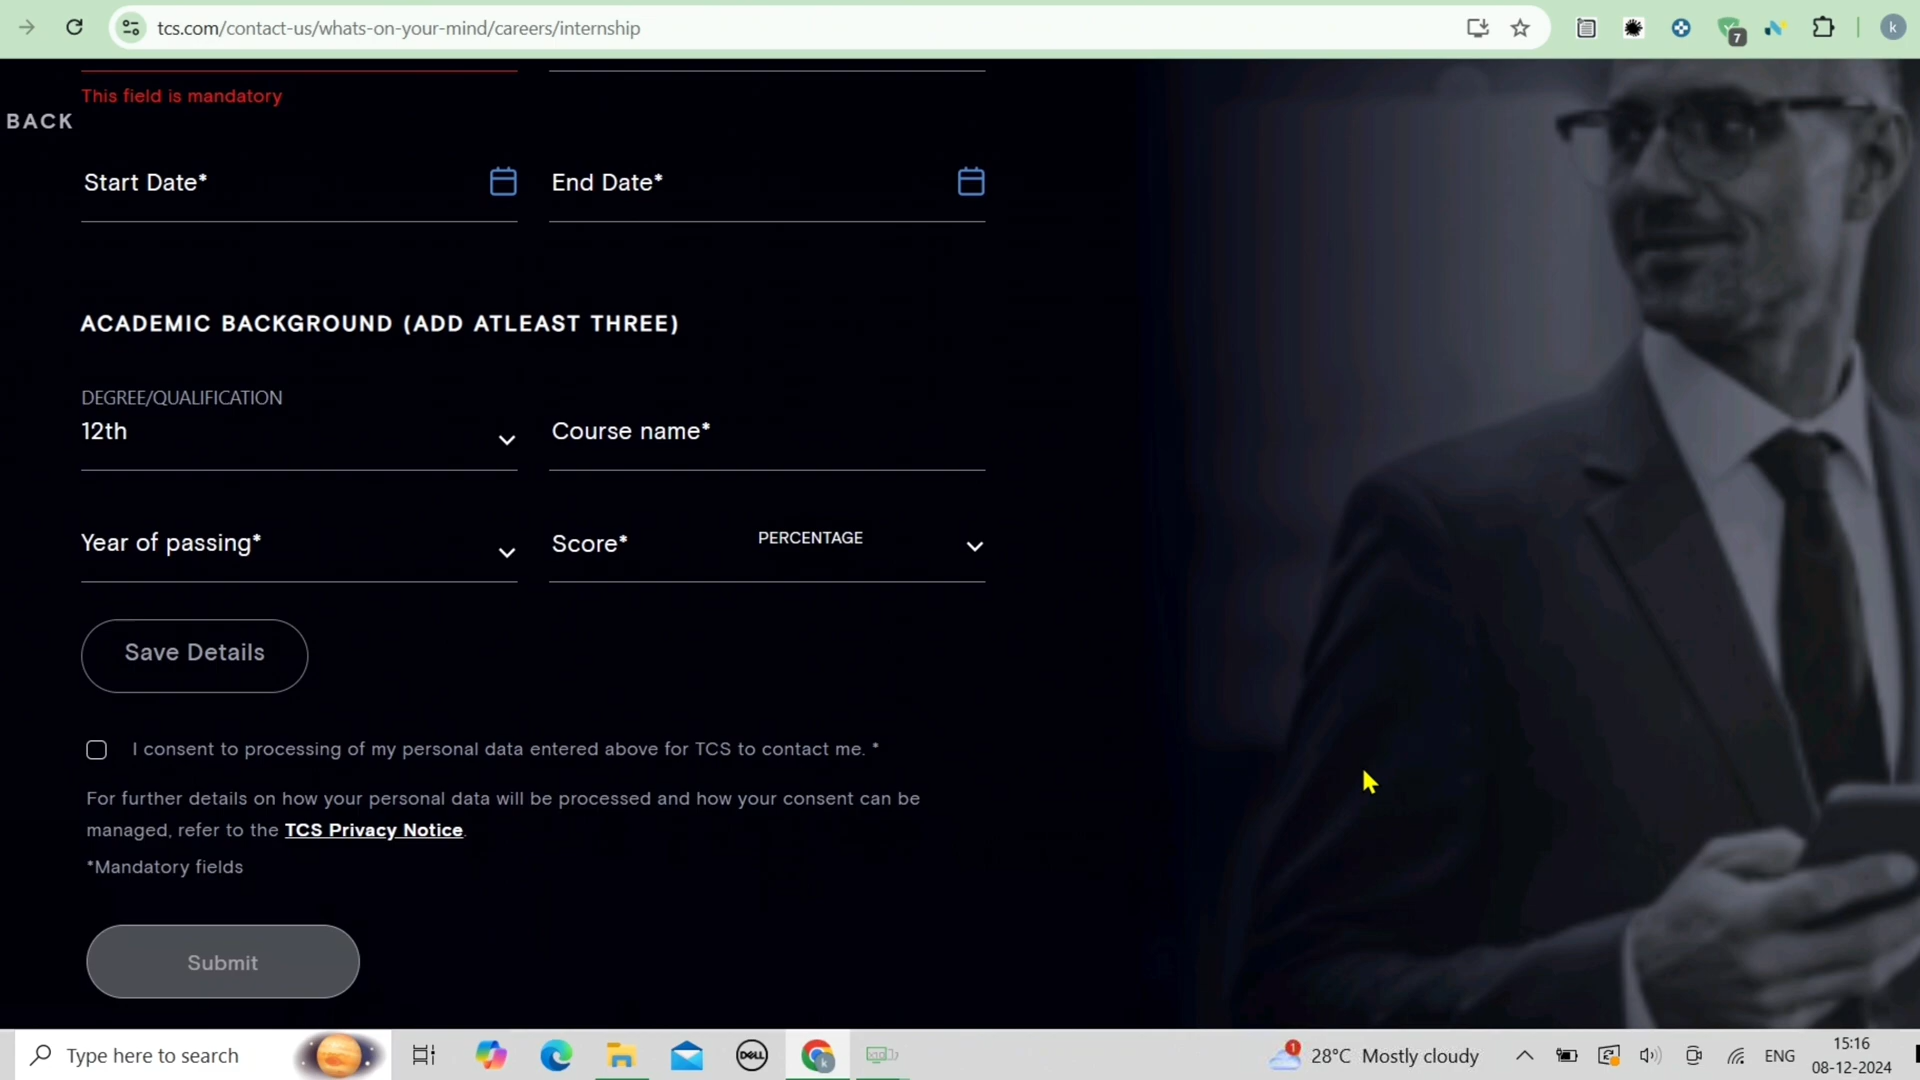 tcs.com/contact-us/whats-on-your-mind/careers/internship
7
k
This field is mandatory
BACK
Start Date*
End Date*
ACADEMIC BACKGROUND (ADD ATLEAST THREE)
DEGREE/QUALIFICATION
12th
Course name*
Year of passing*
Score*
PERCENTAGE
Save Details
I consent to processing of my personal data entered above for TCS to contact me. *
For further details on how your personal data will be processed and how your consent can be
managed, refer to the TCS Privacy Notice.
*Mandatory fields
Submit
Type here to search
DELL
k
1
28°C Mostly cloudy
ENG
15:16
08-12-2024